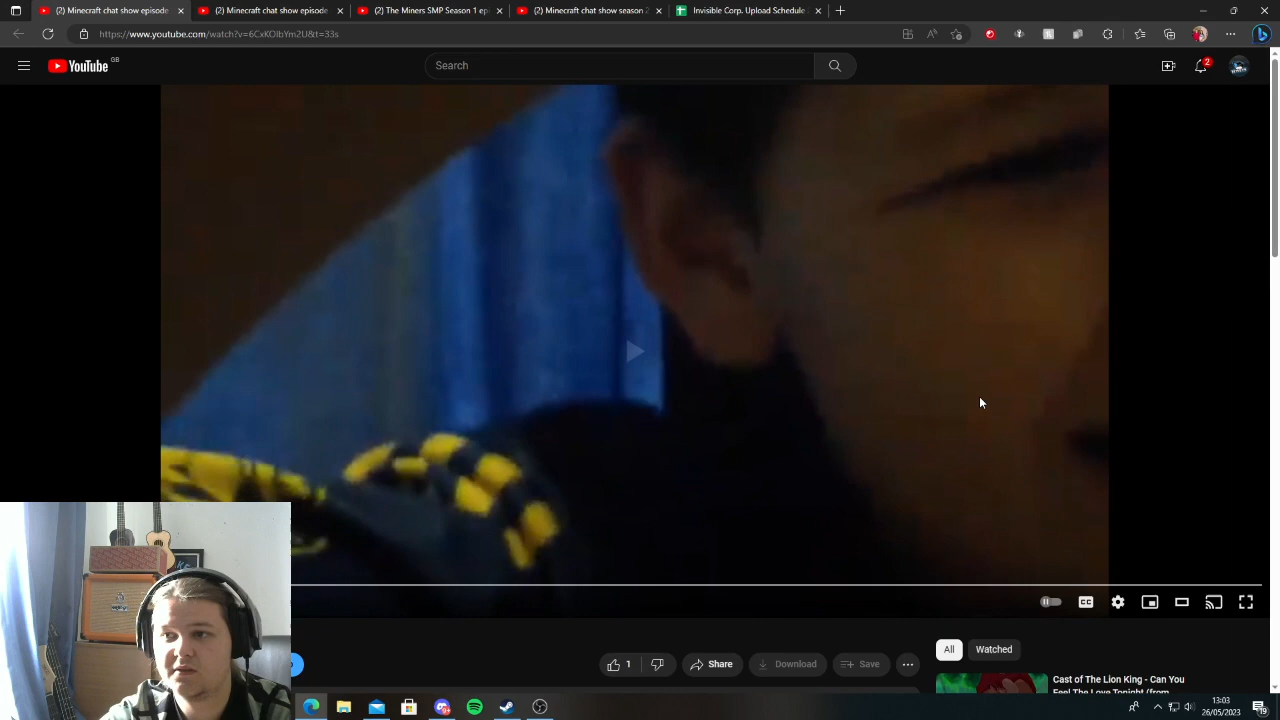 (2) Minecraft chat show episode
(2) Minecraft chat show episode
(2) The Miners SMP Season 1 ep
(2) Minecraft chat show season 2
Invisible Corp. Upload Schedule
https://www.youtube.com/watch?v=6CxKOlbYm2U&t=33s
YouTube GB
Search
2
CC
1
Share
Download
Save
All
Watched
Cast of The Lion King - Can You
Feel The Love Tonight (from
13:03
26/05/2023
19